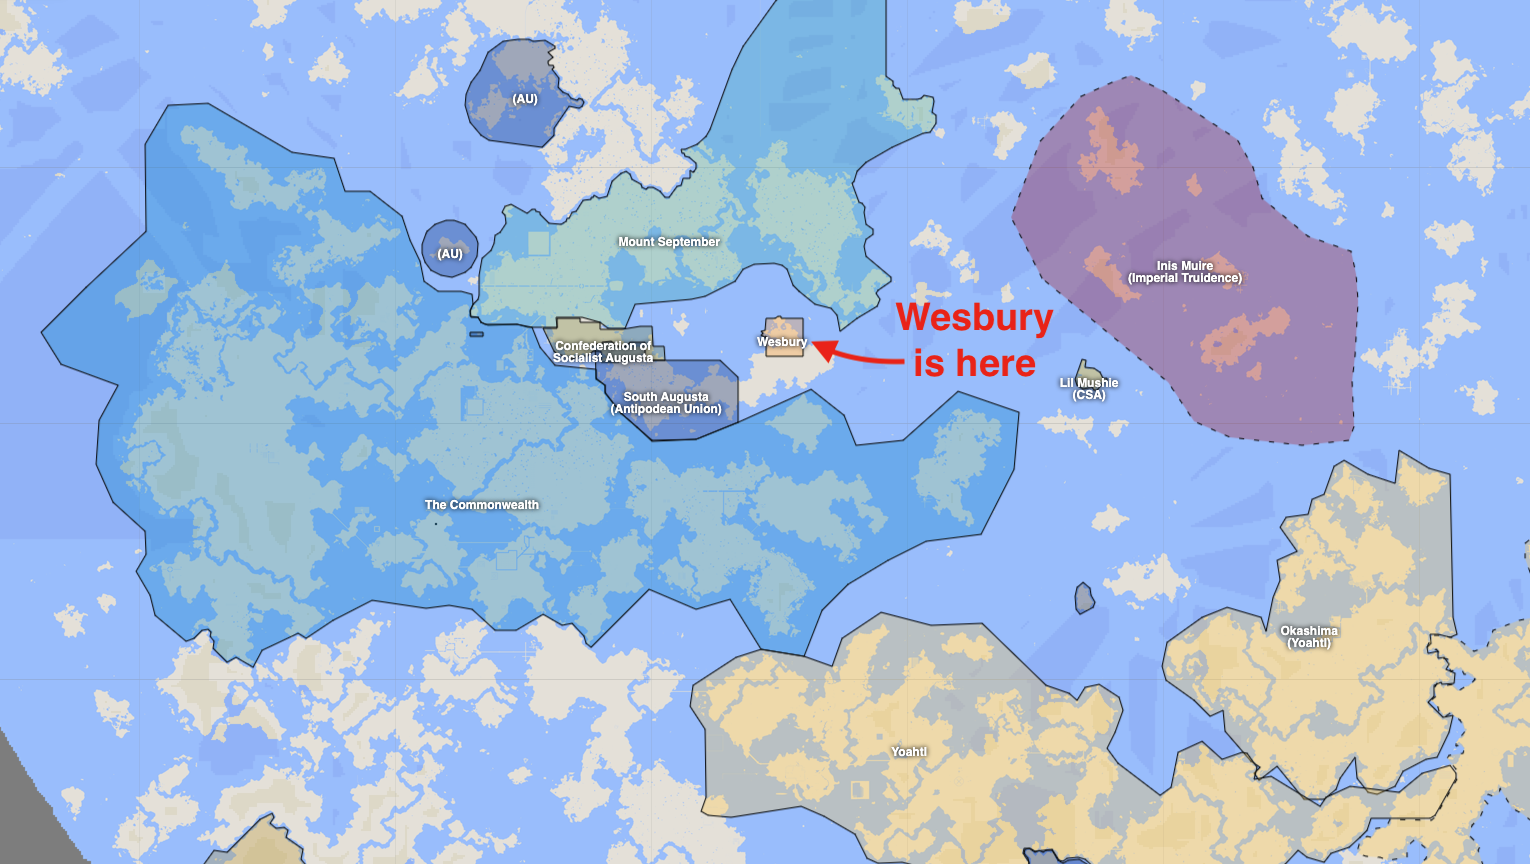 (AU)
(AU)
Mount September
Inis Muire
(Imperial Truidence)
Wesbury
is here
Wesbury
Confederation of
Socialist Augusta
Lil Mushie
(CSA)
South Augusta
(Antipodean Union)
The Commonwealth
Okashima
(Yoahtl)
Yoahtl